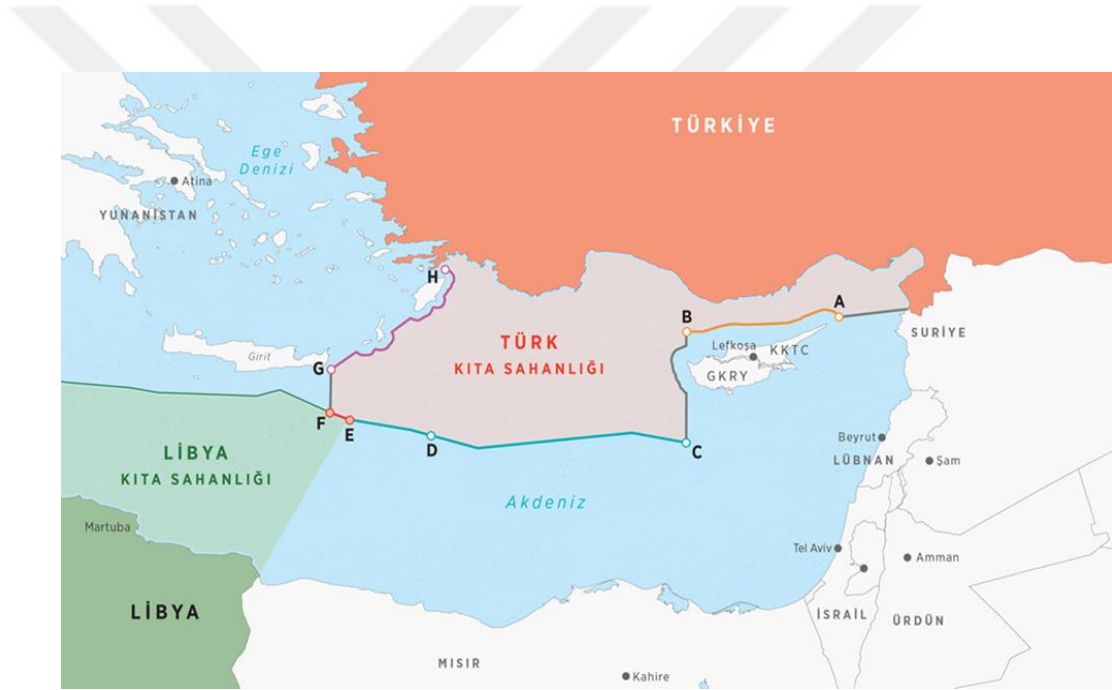 TÜRKİYE
Ege
Denizi
Atina
YUNANİSTAN
H
A
B
SURİYE
Lefkoşa
KKTC
TÜRK
KITA SAHANLIĞI
Girit
GKRY
G
F
E
D
C
Beyrut
LÜBNAN
Şam
LİBYA
KITA SAHANLIĞI
Akdeniz
Martuba
Tel Aviv
Amman
LİBYA
İSRAİL
ÜRDÜN
MISIR
Kahire